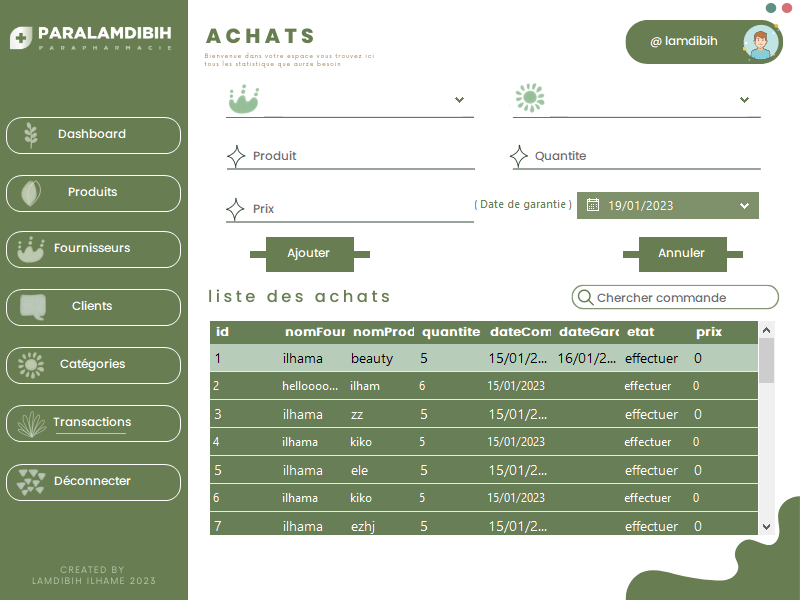 PARALAMDIBIH
PARAPHARMACIE
Dashboard
Produits
Fournisseurs
Clients
Catégories
Transactions
Déconnecter
CREATED BY
LAMDIBIH ILHAME 2023
ACHATS
Bienvenue dans votre espace vous trouvez ici
tous les statistique que aurze besoin
@ lamdibih
Produit
Quantite
Prix
( Date de garantie )
19/01/2023
Ajouter
Annuler
liste des achats
Chercher commande
id nomFour nomProd quantite dateCom dateGara etat prix
1 ilhama beauty 5 15/01/2... 16/01/2... effectuer 0
2 helloooo... ilham 6 15/01/2023 effectuer 0
3 ilhama zz 5 15/01/2... effectuer 0
4 ilhama kiko 5 15/01/2023 effectuer 0
5 ilhama ele 5 15/01/2... effectuer 0
6 ilhama kiko 5 15/01/2023 effectuer 0
7 ilhama ezhj 5 15/01/2... effectuer 0